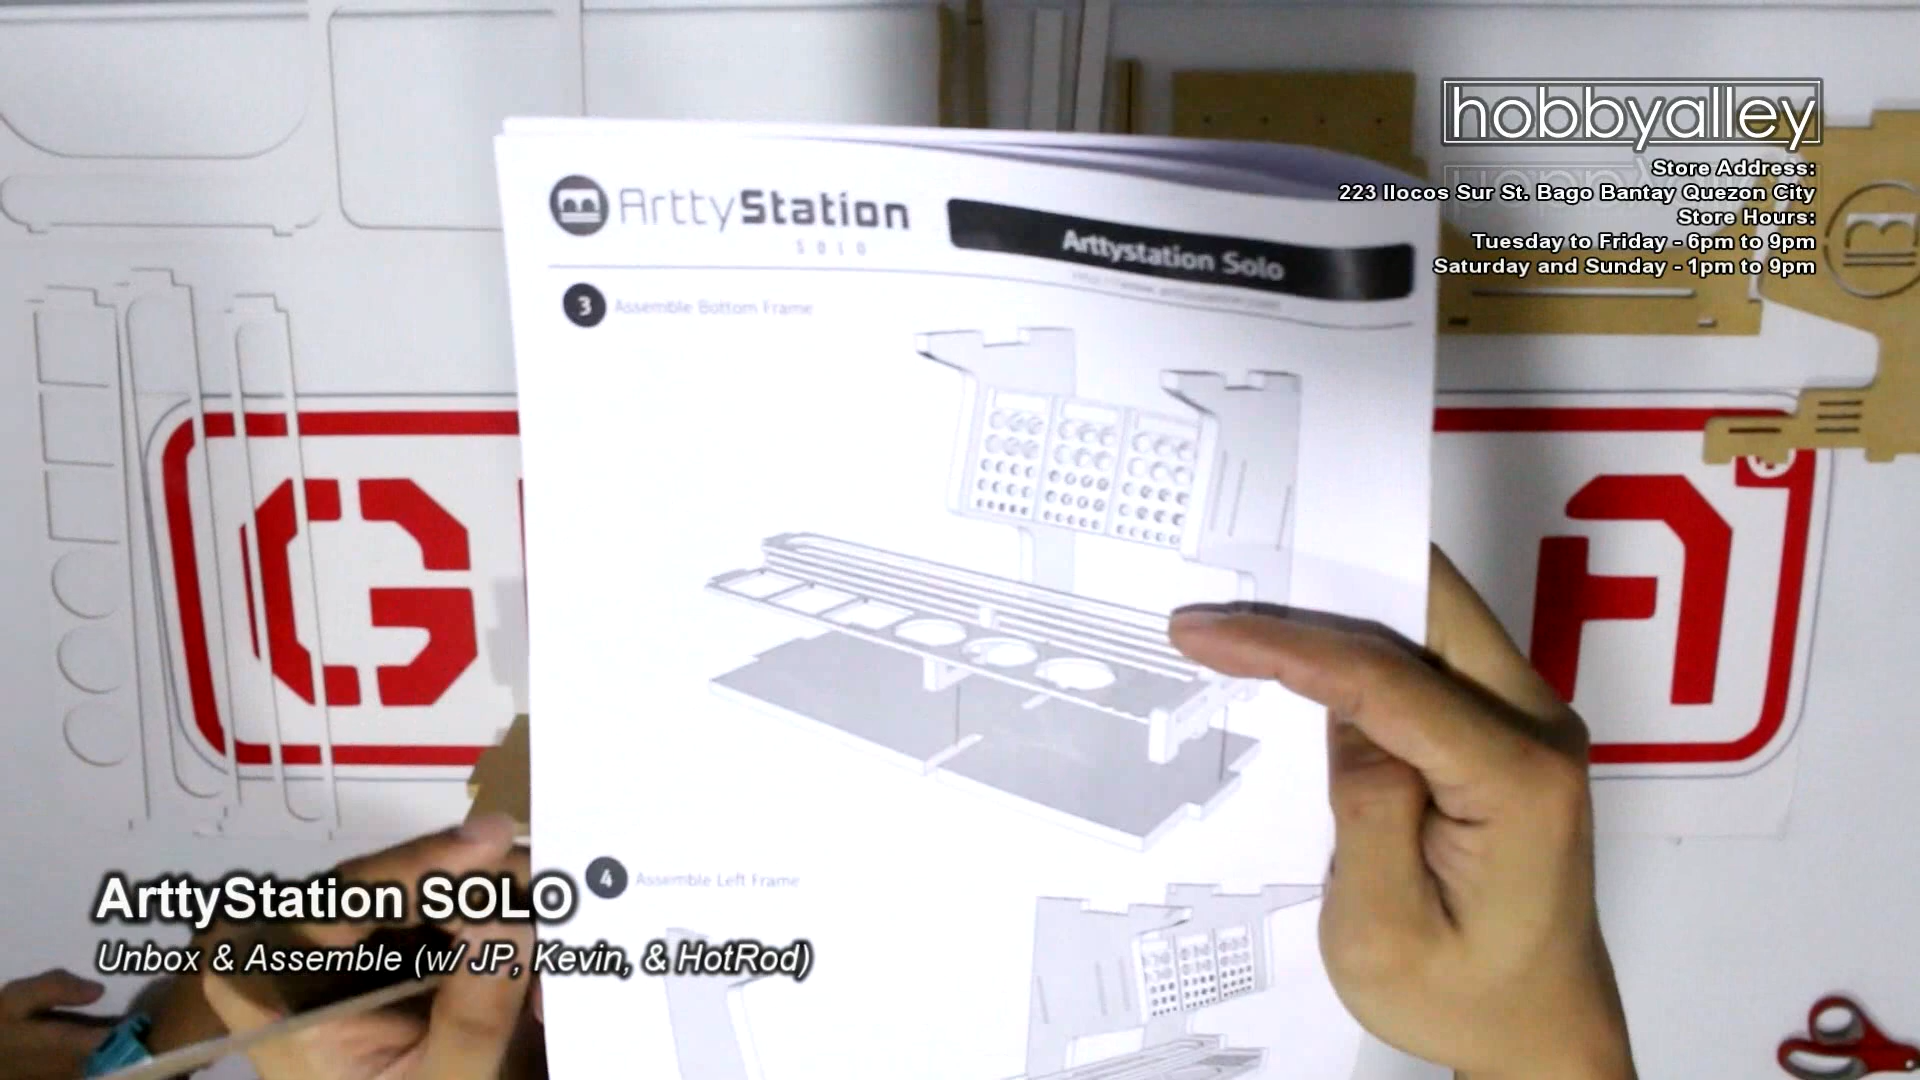 hobbyalley
Store Address:
223 Ilocos Sur St. Bago Bantay Quezon City
Store Hours:
Tuesday to Friday - 6pm to 9pm
Saturday and Sunday - 1pm to 9pm
ArttyStation
SOLO
Arttystation Solo
3 Assemble Bottom Frame
4 Assemble Left Frame
G
A
ArttyStation SOLO
Unbox & Assemble (w/ JP, Kevin, & HotRod)